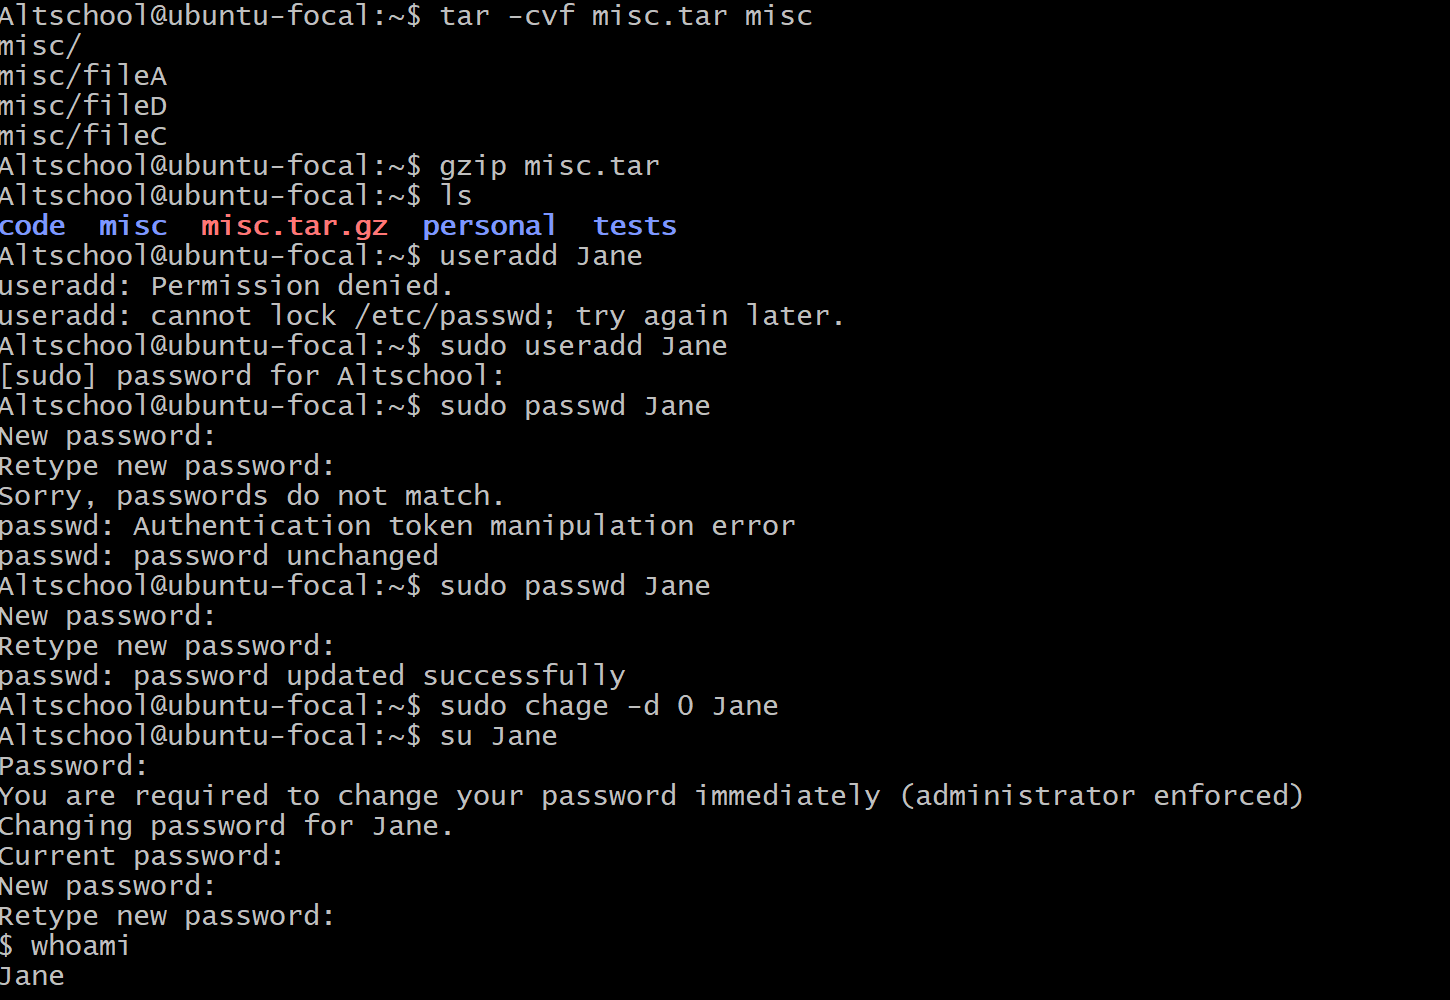 Altschool@ubuntu-focal:~$ tar -cvf misc.tar misc
misc/
misc/fileA
misc/fileD
misc/fileC
Altschool@ubuntu-focal:~$ gzip misc.tar
Altschool@ubuntu-focal:~$ ls
code  misc  misc.tar.gz  personal  tests
Altschool@ubuntu-focal:~$ useradd Jane
useradd: Permission denied.
useradd: cannot lock /etc/passwd; try again later.
Altschool@ubuntu-focal:~$ sudo useradd Jane
[sudo] password for Altschool:
Altschool@ubuntu-focal:~$ sudo passwd Jane
New password:
Retype new password:
Sorry, passwords do not match.
passwd: Authentication token manipulation error
passwd: password unchanged
Altschool@ubuntu-focal:~$ sudo passwd Jane
New password:
Retype new password:
passwd: password updated successfully
Altschool@ubuntu-focal:~$ sudo chage -d 0 Jane
Altschool@ubuntu-focal:~$ su Jane
Password:
You are required to change your password immediately (administrator enforced)
Changing password for Jane.
Current password:
New password:
Retype new password:
$ whoami
Jane